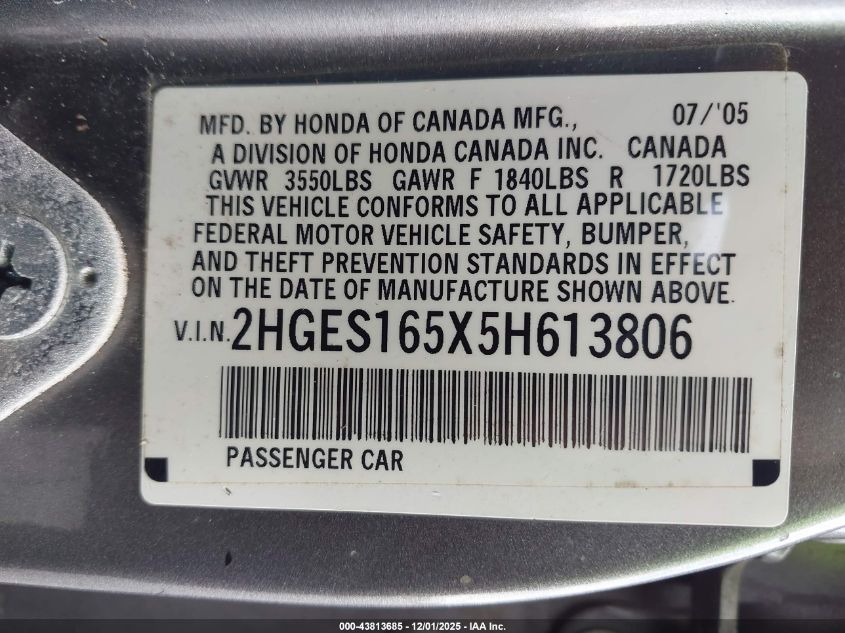 MFD. BY HONDA OF CANADA MFG., 07/'05
A DIVISION OF HONDA CANADA INC. CANADA
GVWR 3550LBS GAWR F 1840LBS R 1720LBS
THIS VEHICLE CONFORMS TO ALL APPLICABLE
FEDERAL MOTOR VEHICLE SAFETY, BUMPER,
AND THEFT PREVENTION STANDARDS IN EFFECT
ON THE DATE OF MANUFACTURE SHOWN ABOVE.
V.I.N. 2HGES165X5H613806
PASSENGER CAR
000-43813685 - 12/01/2025 - IAA Inc.